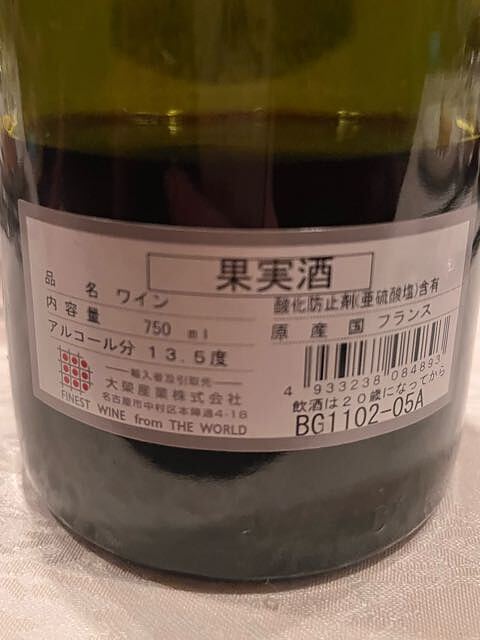 果実酒
品名 ワイン
内容量 750 ml
アルコール分 13.5度
輸入者及引取先
大榮産業株式会社
名古屋市中村区本陣通4-18
FINEST WINE from THE WORLD
酸化防止剤(亜硫酸塩)含有
原産国 フランス
4 933238 084893
飲酒は20歳になってから
BG1102-05A